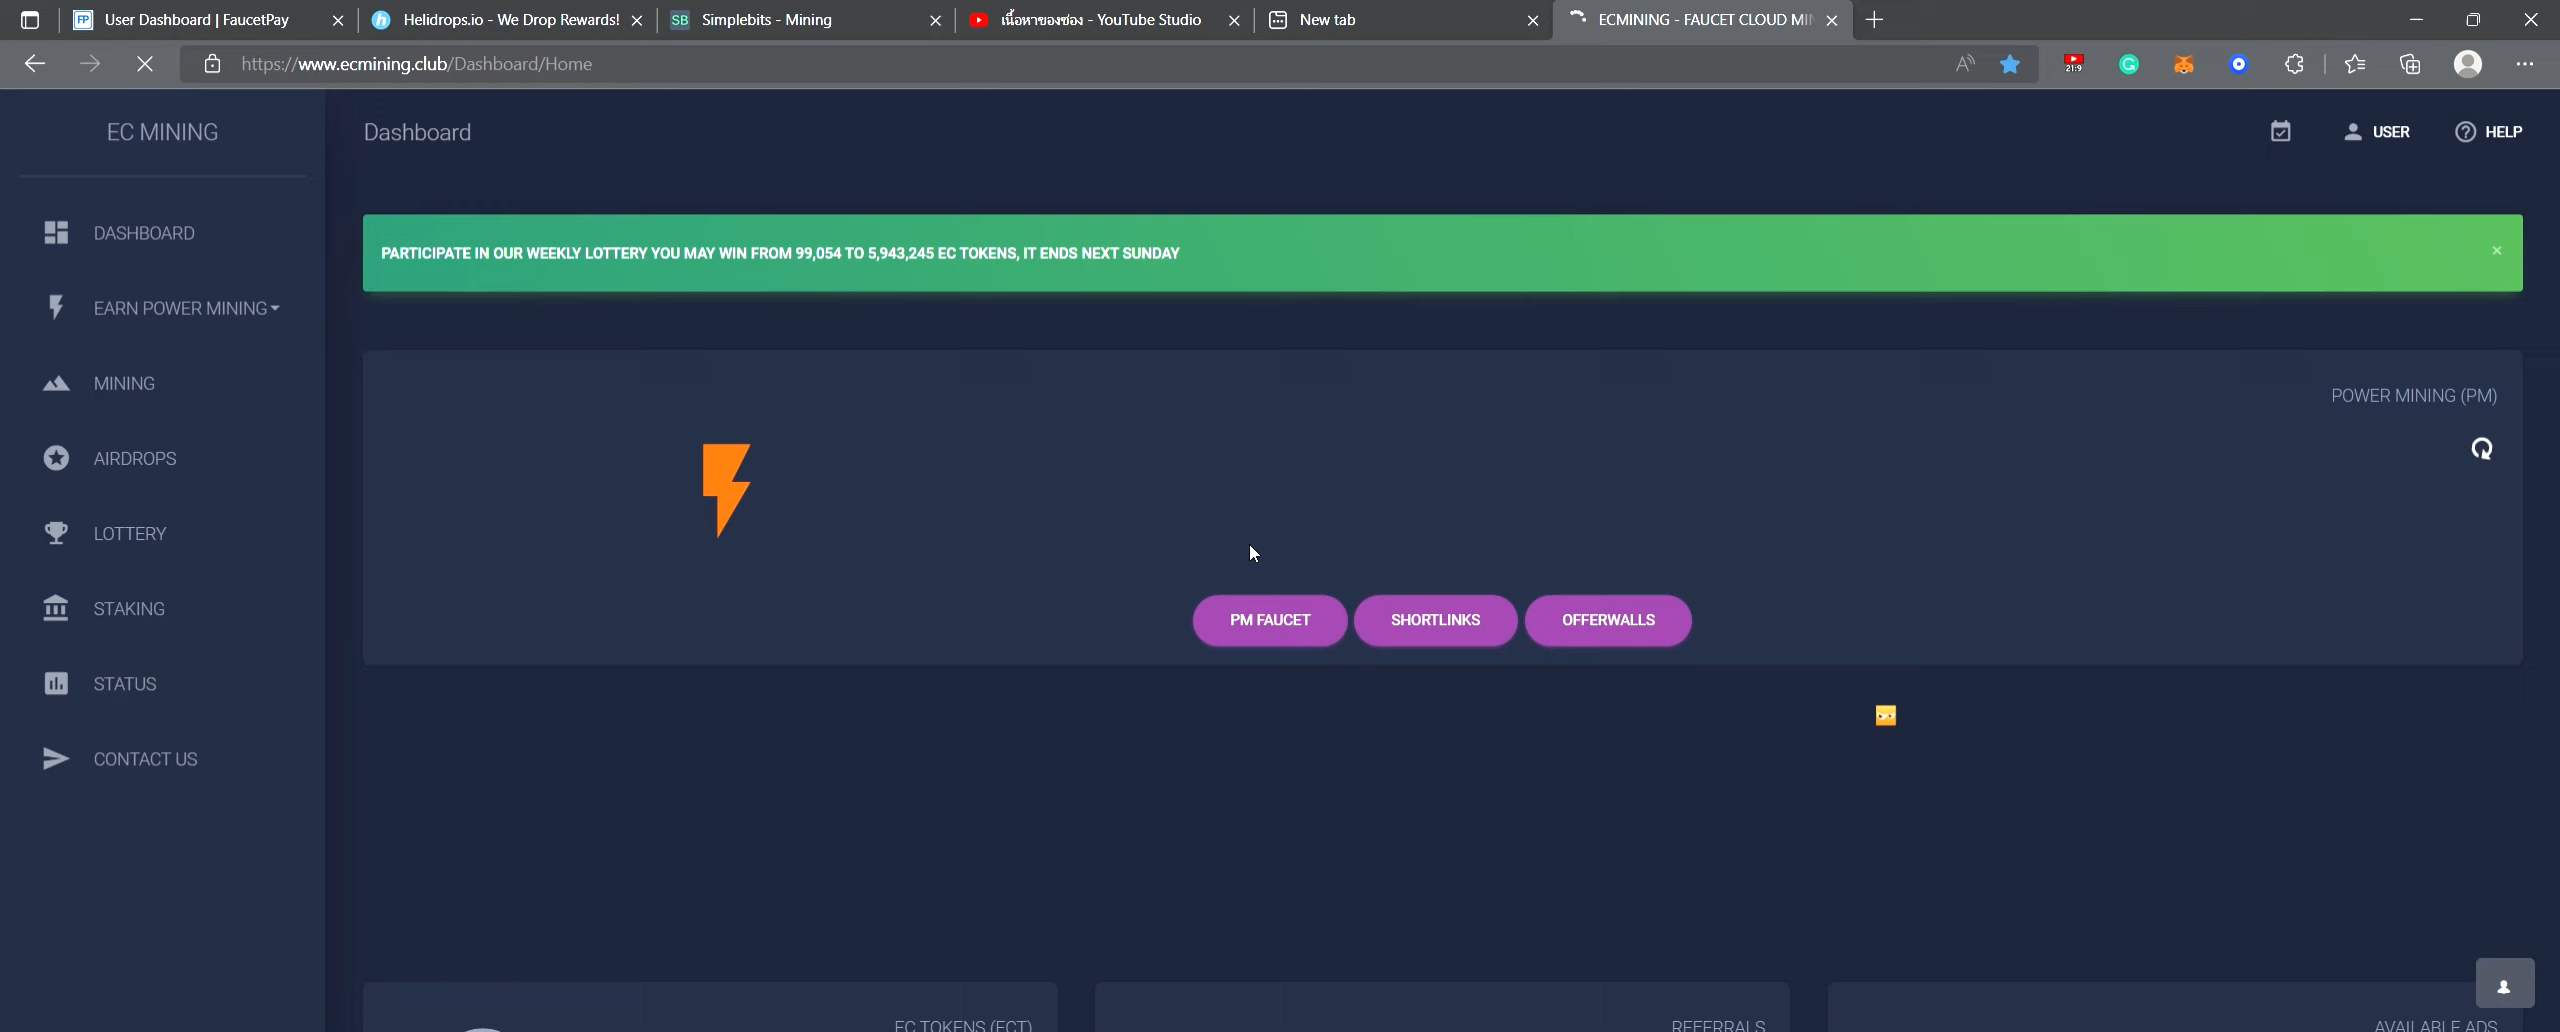 User Dashboard | FaucetPay
Helidrops.io - We Drop Rewards!
SB Simplebits - Mining
เนื้อหาของช่อง - YouTube Studio
New tab
ECMINING - FAUCET CLOUD MI
https://www.ecmining.club/Dashboard/Home
21:9
EC MINING
Dashboard
USER
HELP
DASHBOARD
EARN POWER MINING
MINING
AIRDROPS
LOTTERY
STAKING
STATUS
CONTACT US
PARTICIPATE IN OUR WEEKLY LOTTERY YOU MAY WIN FROM 99,054 TO 5,943,245 EC TOKENS, IT ENDS NEXT SUNDAY
POWER MINING (PM)
PM FAUCET
SHORTLINKS
OFFERWALLS
EC TOKENS (ECT)
REFERRALS
AVAILABLE ADS